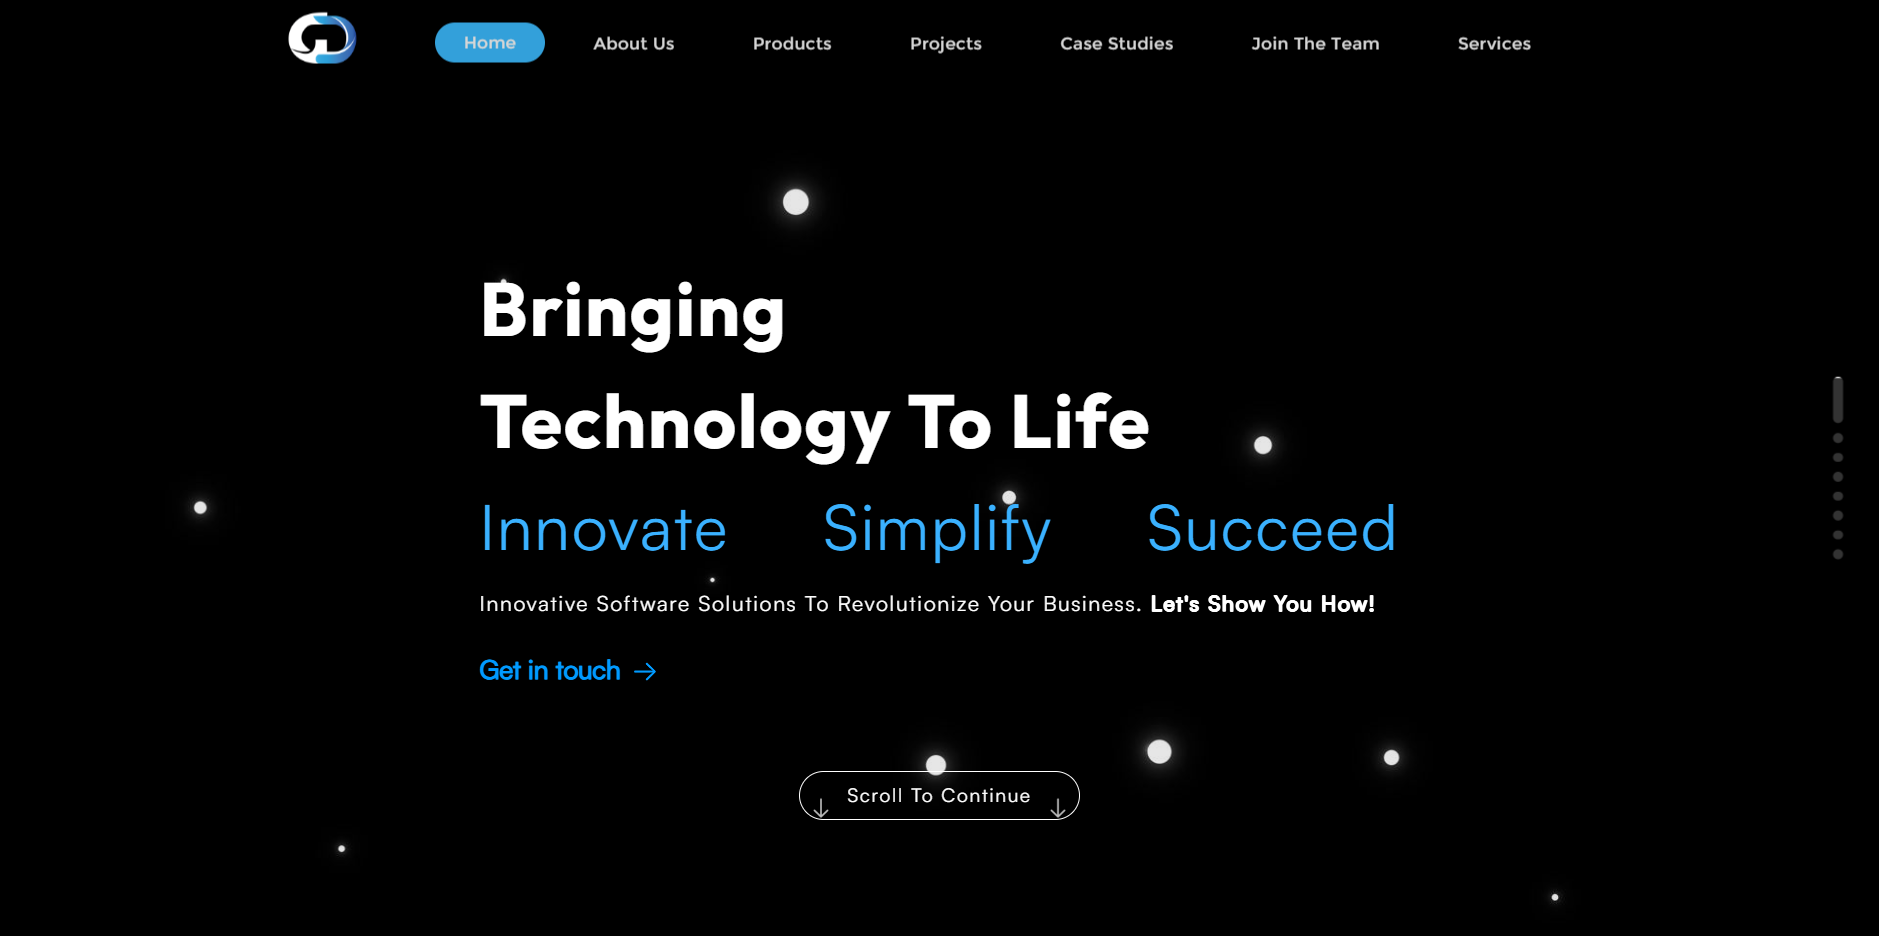 Home About Us Products Projects Case Studies Join The Team Services
Bringing
Technology To Life
Innovate Simplify Succeed
Innovative Software Solutions To Revolutionize Your Business. Let's Show You How!
Get in touch →
Scroll To Continue